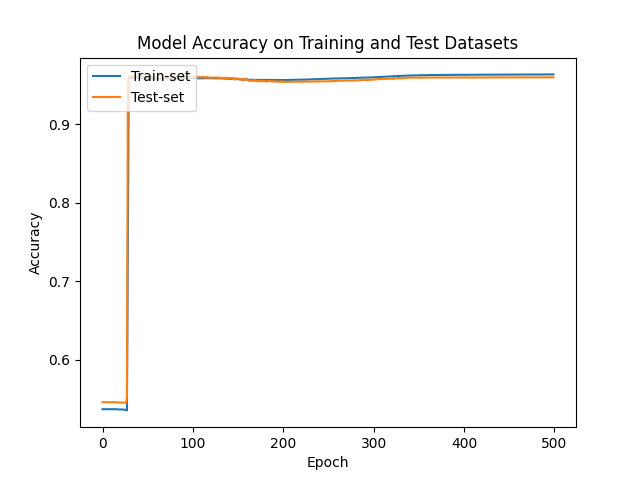 Model Accuracy on Training and Test Datasets
Train-set
Test-set
0.9
0.8
0.7
0.6
Accuracy
0 100 200 300 400 500
Epoch